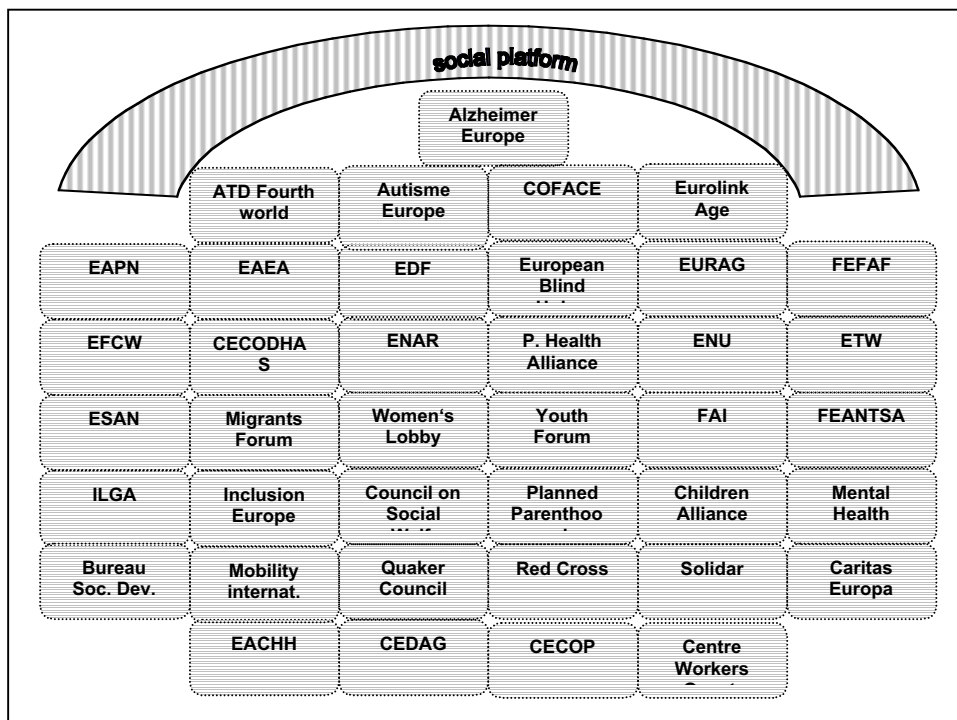 social platform
Alzheimer
Europe
ATD Fourth
world
Autisme
Europe
COFACE
Eurolink
Age
EAPN
EAEA
EDF
European
Blind
EURAG
FEFAF
EFCW
CECODHA
S
ENAR
P. Health
Alliance
ENU
ETW
ESAN
Migrants
Forum
Women‘s
Lobby
Youth
Forum
FAI
FEANTSA
ILGA
Inclusion
Europe
Council on
Social
Planned
Parenthoo
Children
Alliance
Mental
Health
Bureau
Soc. Dev.
Mobility
internat.
Quaker
Council
Red Cross
Solidar
Caritas
Europa
EACHH
CEDAG
CECOP
Centre
Workers